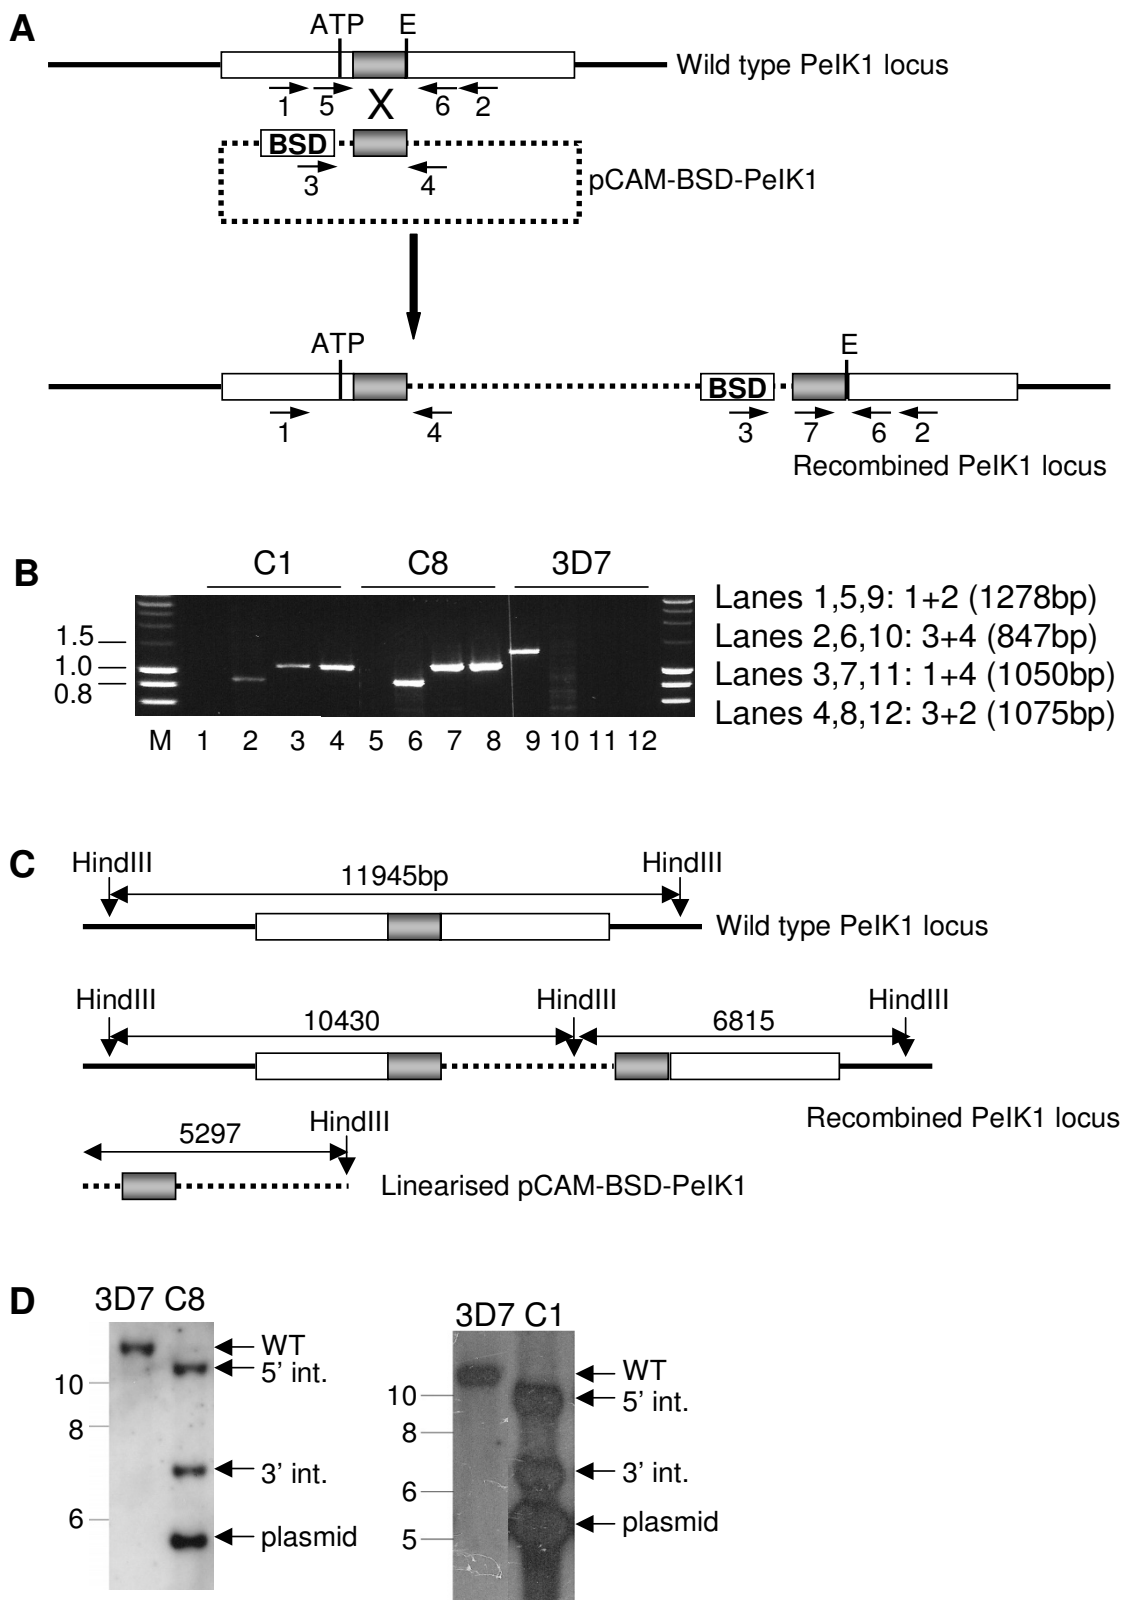 A
ATP E
Wild type PeIK1 locus
1 5 X 6 2
BSD
3 4
pCAM-BSD-PeIK1
ATP E
BSD
1 4 3 7 6 2
Recombined PeIK1 locus
B
C1 C8 3D7
1.5
1.0
0.8
M 1 2 3 4 5 6 7 8 9 10 11 12
Lanes 1,5,9: 1+2 (1278bp)
Lanes 2,6,10: 3+4 (847bp)
Lanes 3,7,11: 1+4 (1050bp)
Lanes 4,8,12: 3+2 (1075bp)
C
HindIII HindIII
11945bp
Wild type PeIK1 locus
HindIII HindIII HindIII
10430 6815
Recombined PeIK1 locus
HindIII
5297
Linearised pCAM-BSD-PeIK1
D
3D7 C8
WT
5' int.
10
8
3' int.
6
plasmid
3D7 C1
WT
10
5' int.
8
3' int.
6
plasmid
5